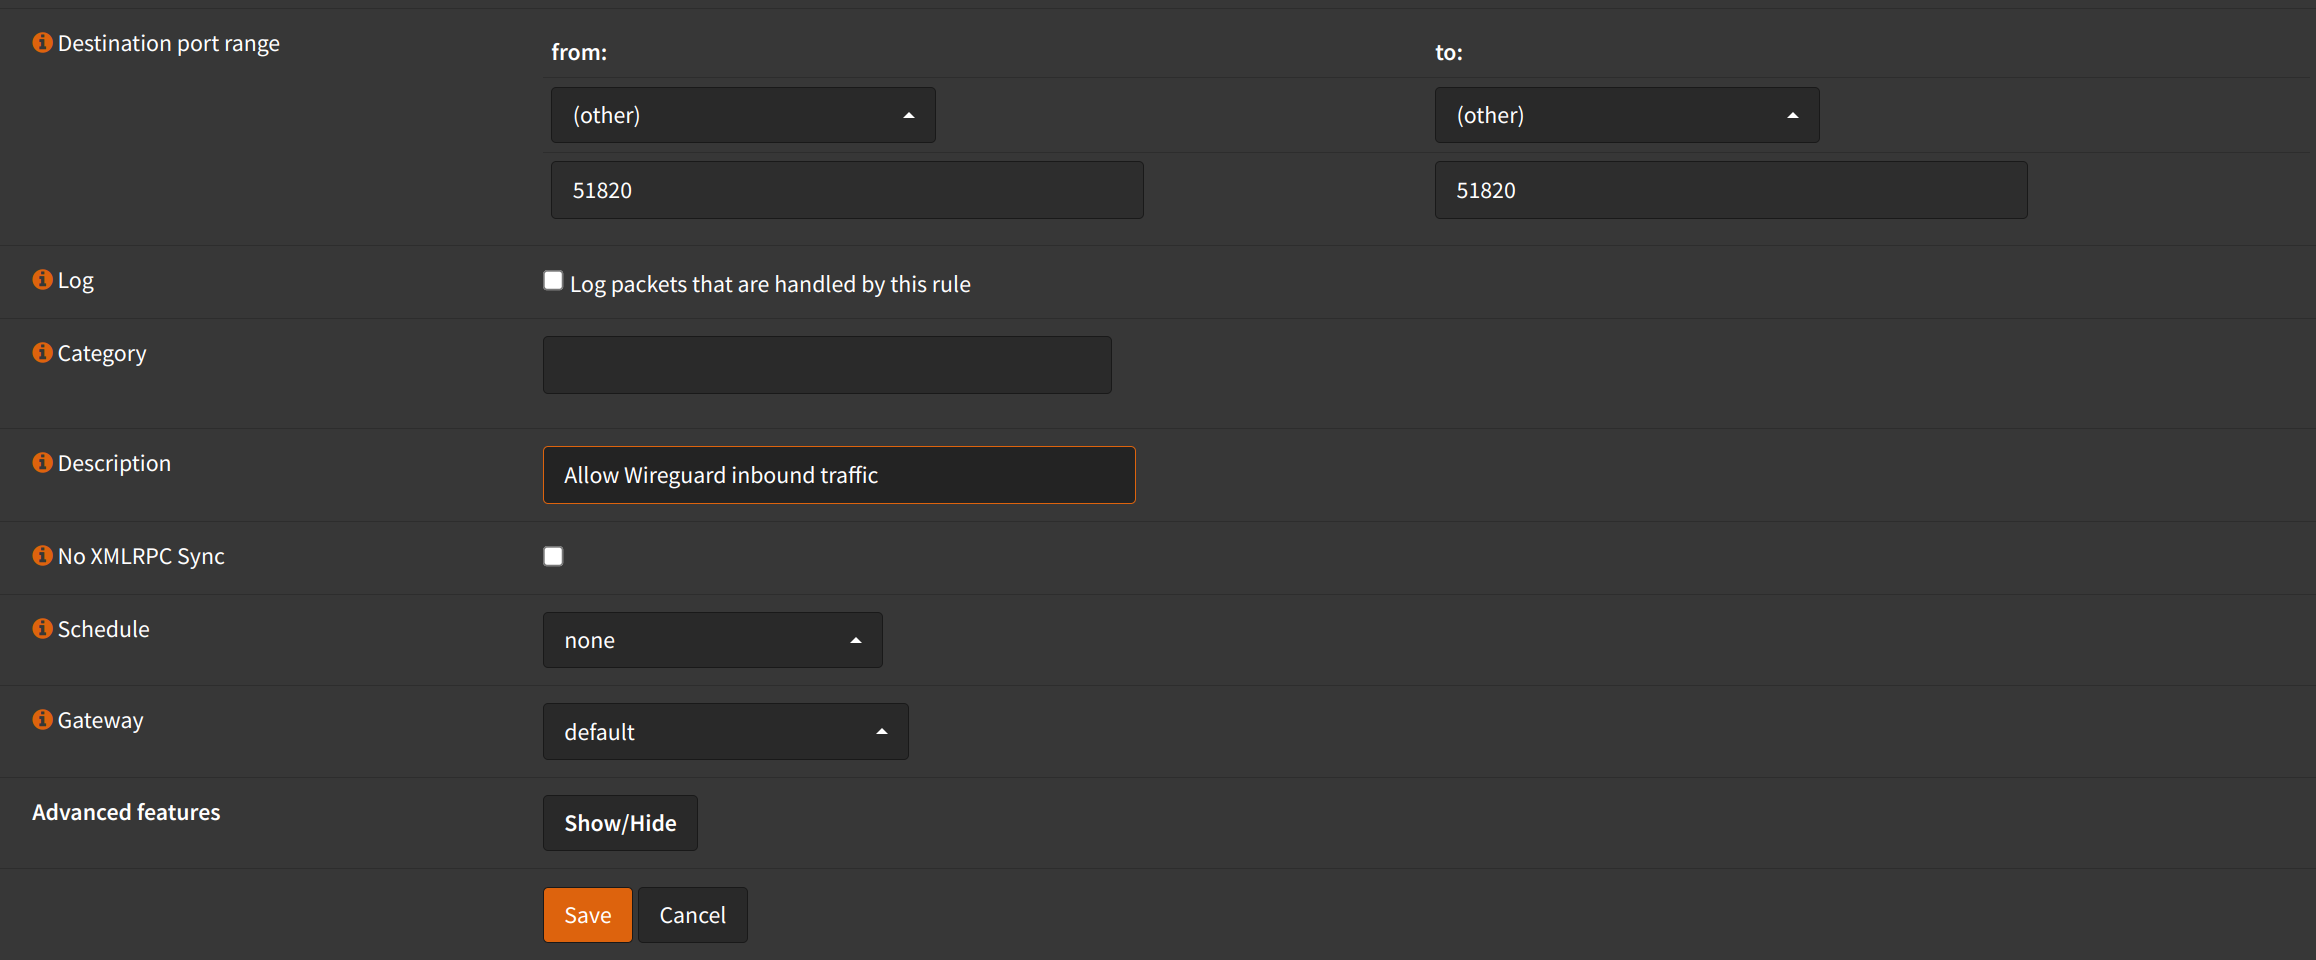 Destination port range
from:
to:
(other)
(other)
51820
51820
Log
Log packets that are handled by this rule
Category
Description
Allow Wireguard inbound traffic
No XMLRPC Sync
Schedule
none
Gateway
default
Advanced features
Show/Hide
Save
Cancel